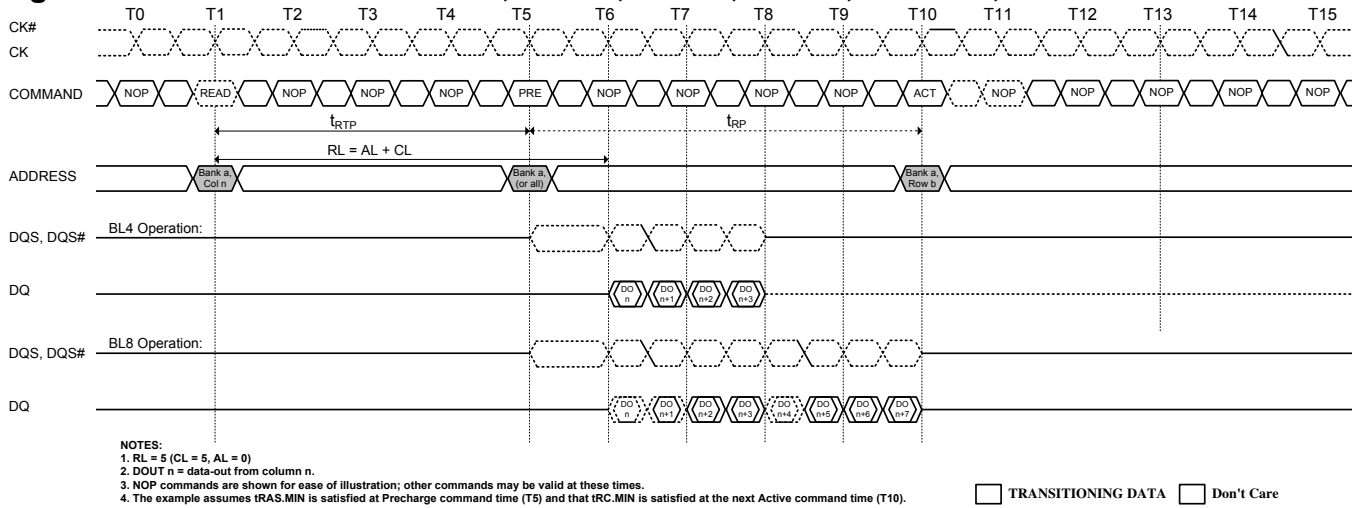 T0 T1 T2 T3 T4 T5 T6 T7 T8 T9 T10 T11 T12 T13 T14 T15
CK#
CK
COMMAND NOP READ NOP NOP NOP PRE NOP NOP NOP NOP ACT NOP NOP NOP NOP NOP
tRTP tRP
RL = AL + CL
ADDRESS
Bank a, Bank a, Bank a,
Col n (or all) Row b
BL4 Operation:
DQS, DQS#
DQ
DO DO DO DO
n n+1 n+2 n+3
BL8 Operation:
DQS, DQS#
DQ
DO DO DO DO DO DO DO DO
n n+1 n+2 n+3 n+4 n+5 n+6 n+7
NOTES:
1. RL = 5 (CL = 5, AL = 0)
2. DOUT n = data-out from column n.
3. NOP commands are shown for ease of illustration; other commands may be valid at these times.
4. The example assumes tRAS.MIN is satisfied at Precharge command time (T5) and that tRC.MIN is satisfied at the next Active command time (T10).
TRANSITIONING DATA Don't Care